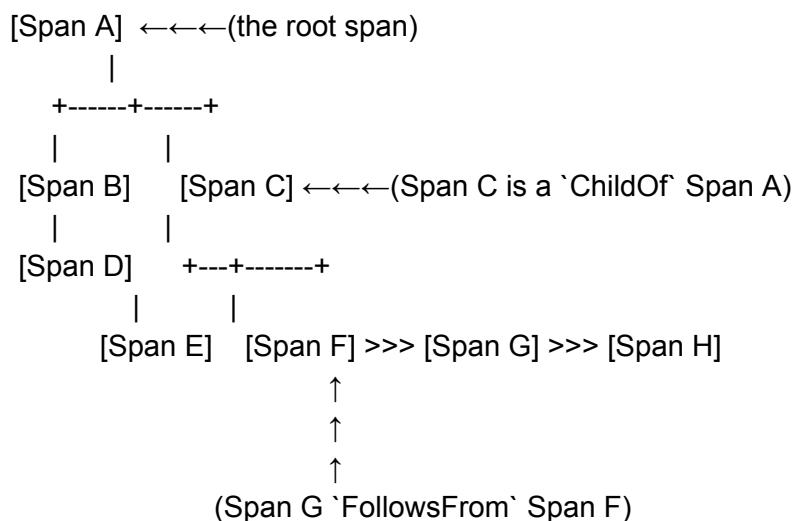 [Span A] ←←←(the root span)
|
+------+------+
| |
[Span B] [Span C] ←←←(Span C is a `ChildOf` Span A)
| |
[Span D] +---+-------+
| |
[Span E] [Span F] >>> [Span G] >>> [Span H]
↑
↑
↑
(Span G `FollowsFrom` Span F)